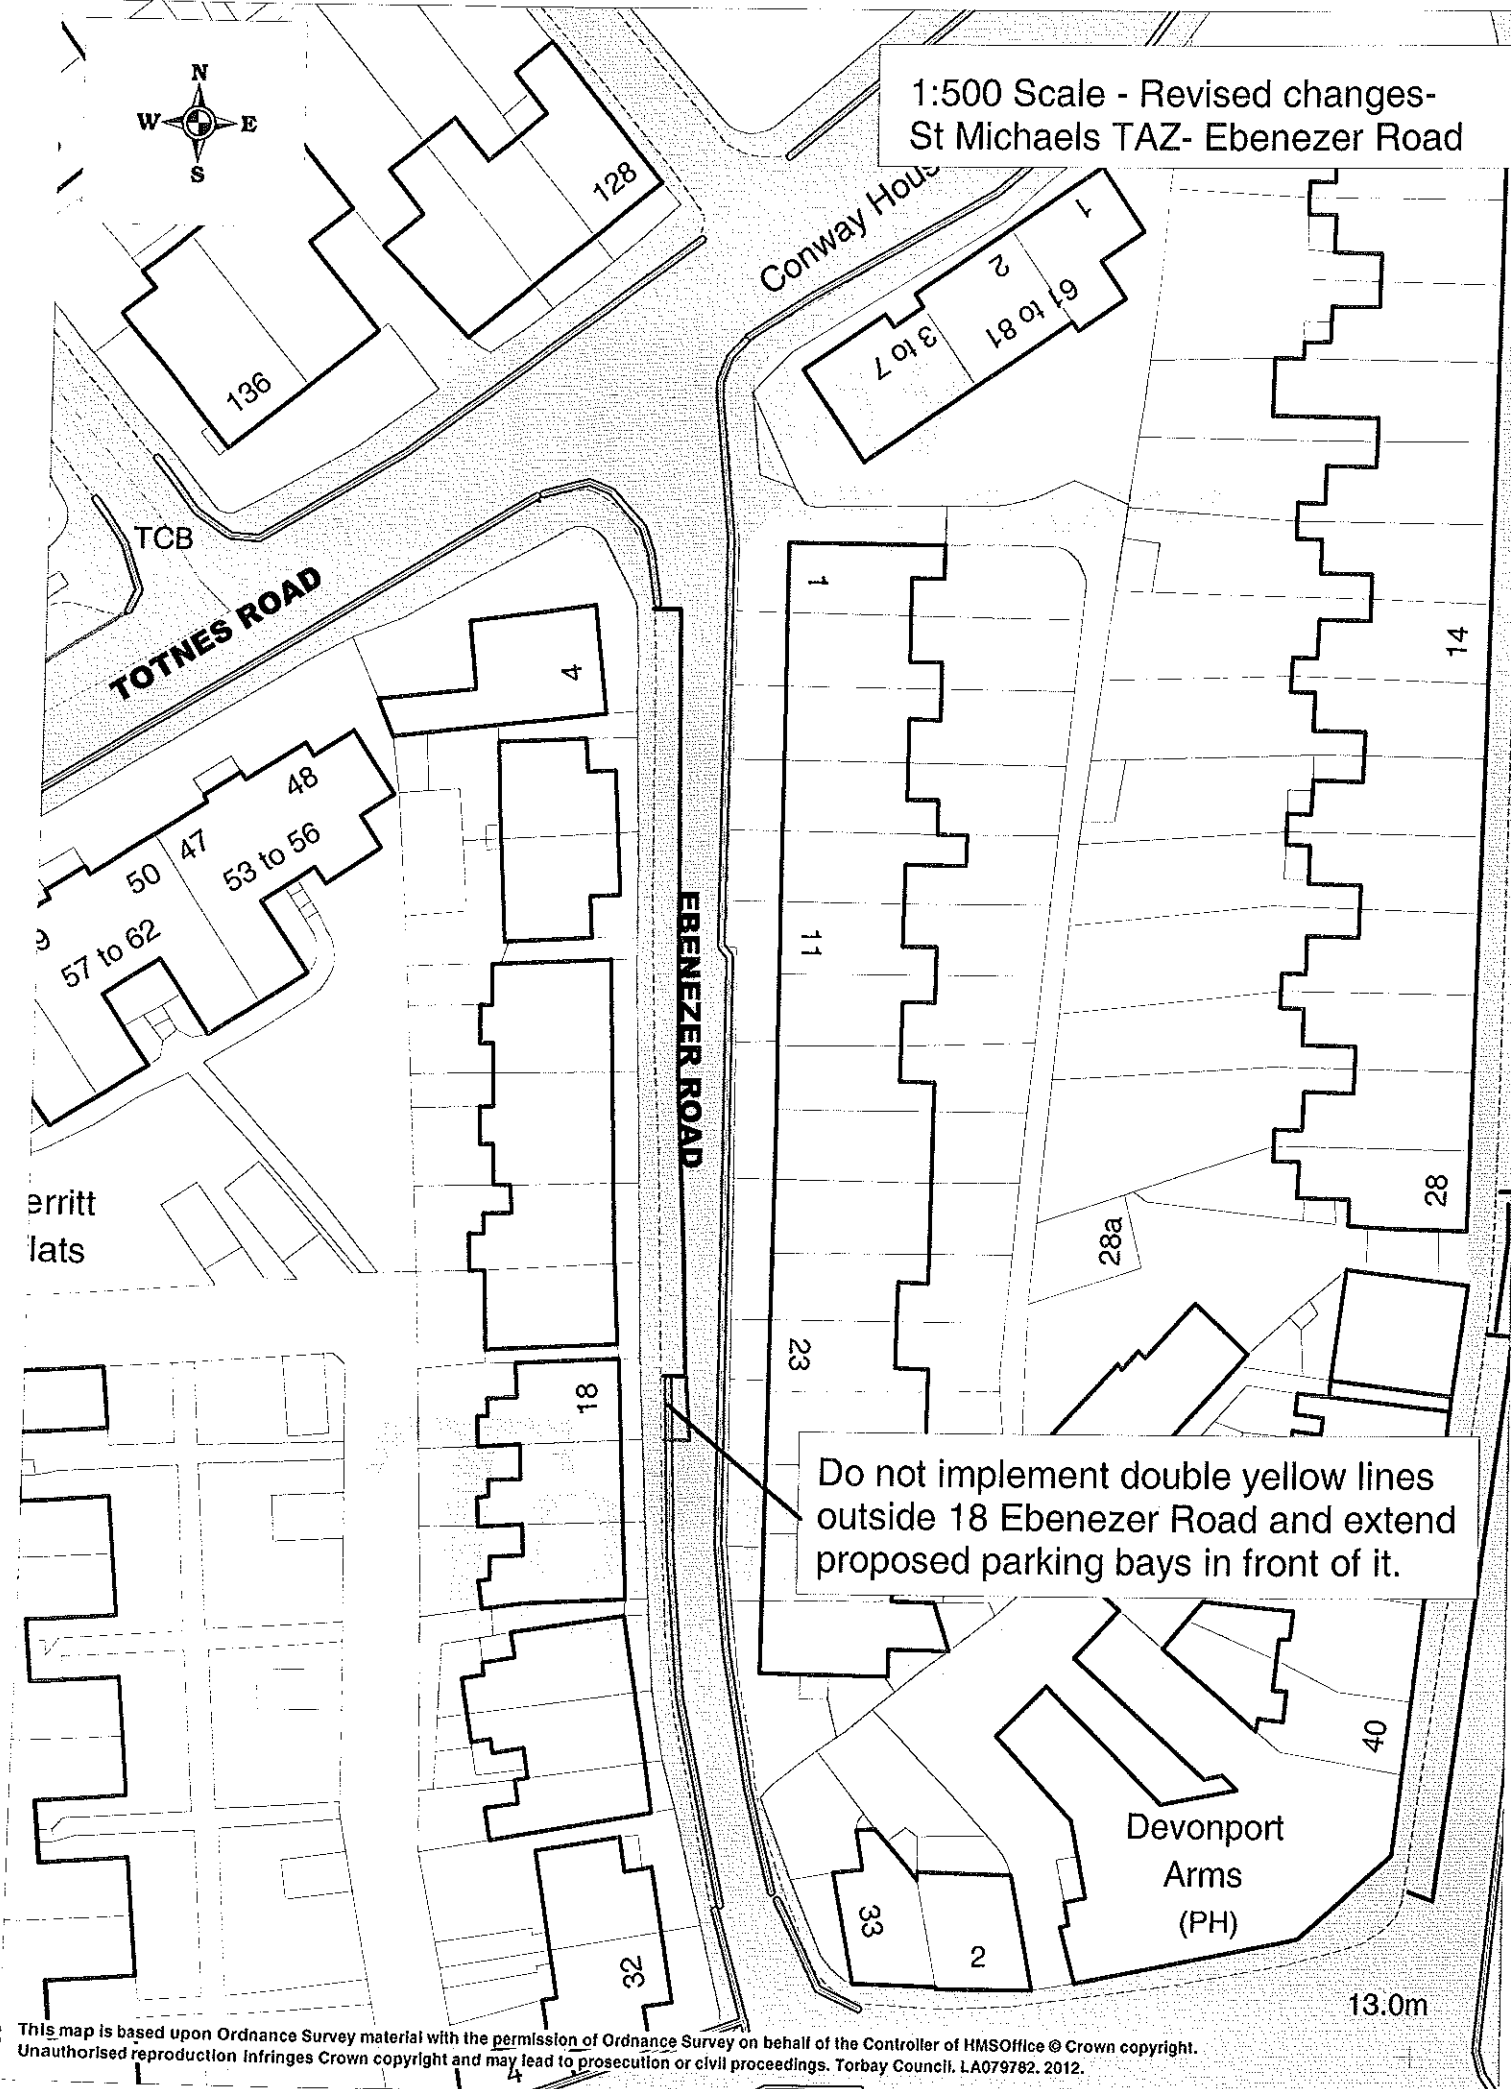 N
W E
S
1:500 Scale - Revised changes-
St Michaels TAZ- Ebenezer Road
128
136
1
2
3 to 7
61 to 81
TCB
TOTNES ROAD
4
1
14
48
47
50
53 to 56
57 to 62
9
EBENEZER ROAD
11
erritt
lats
28
28a
23
18
Do not implement double yellow lines
outside 18 Ebenezer Road and extend
proposed parking bays in front of it.
40
Devonport
Arms
(PH)
33
2
32
13.0m
This map is based upon Ordnance Survey material with the permission of Ordnance Survey on behalf of the Controller of HMSOffice © Crown copyright.
Unauthorised reproduction infringes Crown copyright and may lead to prosecution or civil proceedings. Torbay Council. LA079782. 2012.
4